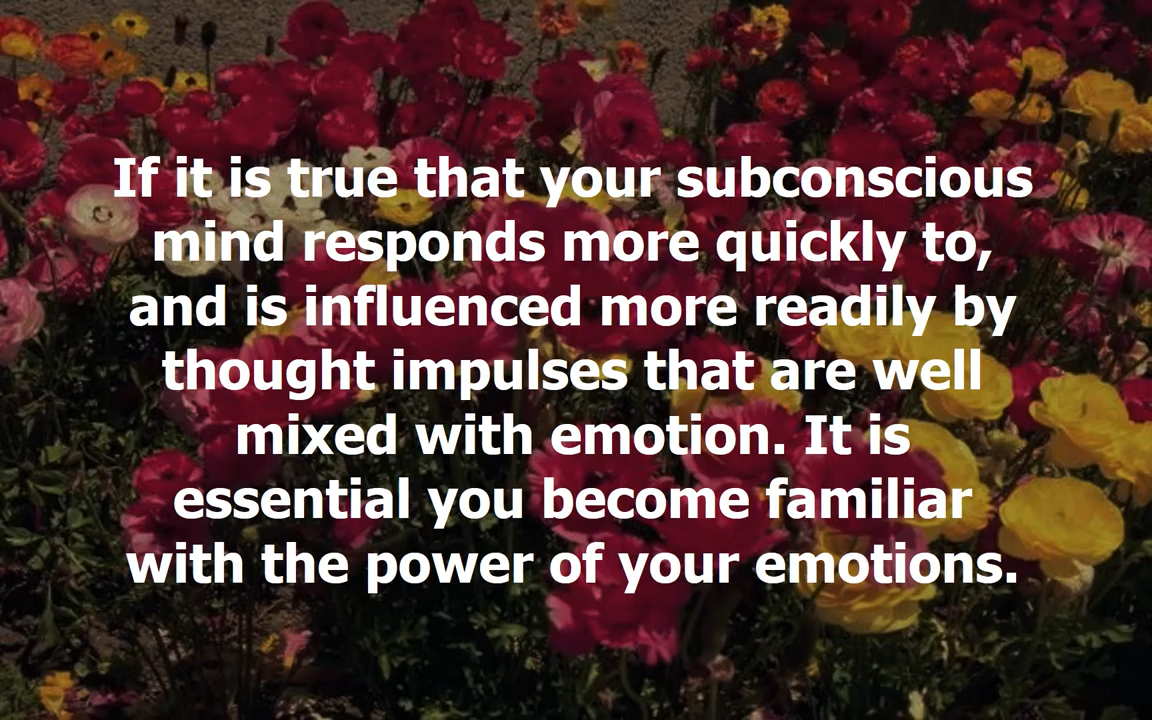 If it is true that your subconscious
mind responds more quickly to,
and is influenced more readily by
thought impulses that are well
mixed with emotion. It is
essential you become familiar
with the power of your emotions.